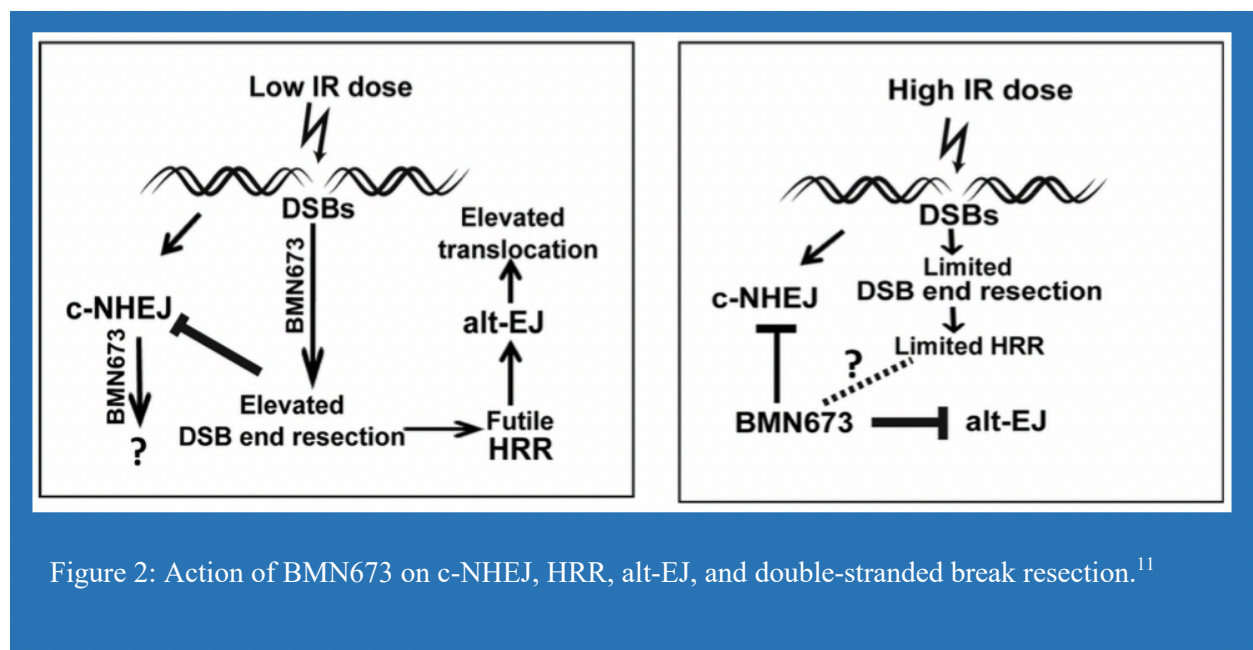 Low IR dose
DSBs
BMN673
c-NHEJ
BMN673
?
Elevated
DSB end resection
Futile
HRR
alt-EJ
Elevated
translocation
High IR dose
DSBs
Limited
DSB end resection
c-NHEJ
Limited HRR
?
BMN673
alt-EJ
Figure 2: Action of BMN673 on c-NHEJ, HRR, alt-EJ, and double-stranded break resection.11